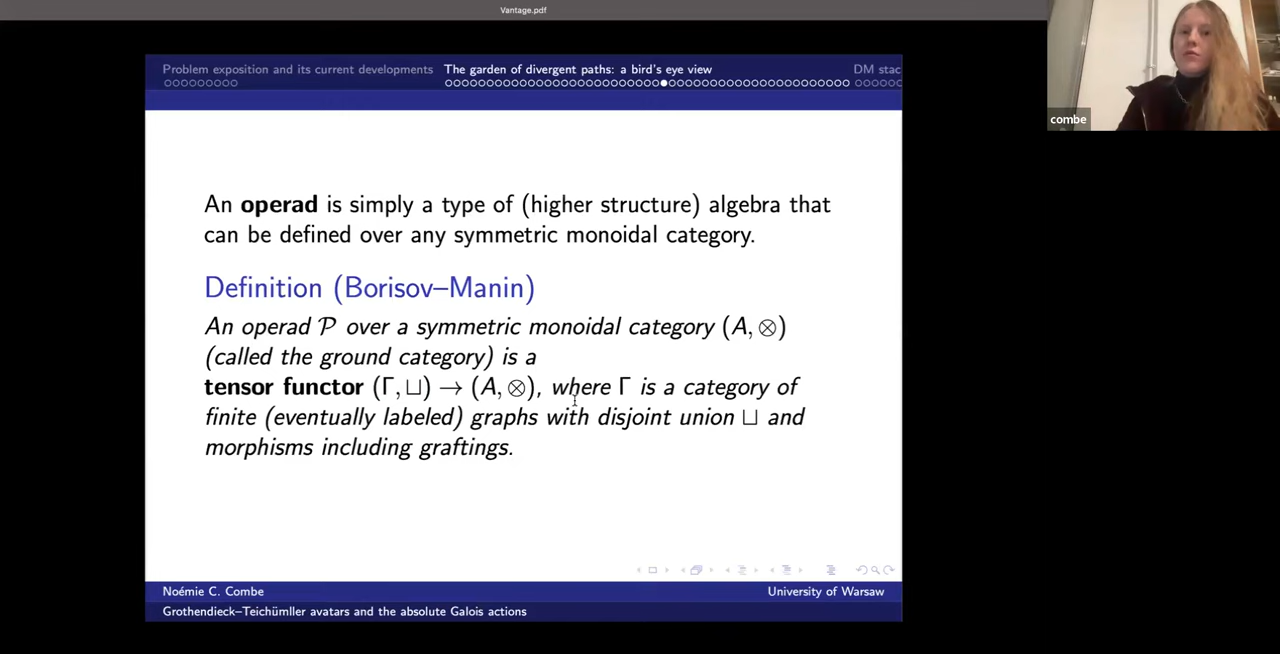 Vantage.pdf
Problem exposition and its current developments The garden of divergent paths: a bird's eye view DM stac
combe
An operad is simply a type of (higher structure) algebra that
can be defined over any symmetric monoidal category.
Definition (Borisov–Manin)
An operad 𝒫 over a symmetric monoidal category (A, ⊗)
(called the ground category) is a
tensor functor (Γ, ⊔) → (A, ⊗), where Γ is a category of
finite (eventually labeled) graphs with disjoint union ⊔ and
morphisms including graftings.
Noémie C. Combe University of Warsaw
Grothendieck–Teichümller avatars and the absolute Galois actions